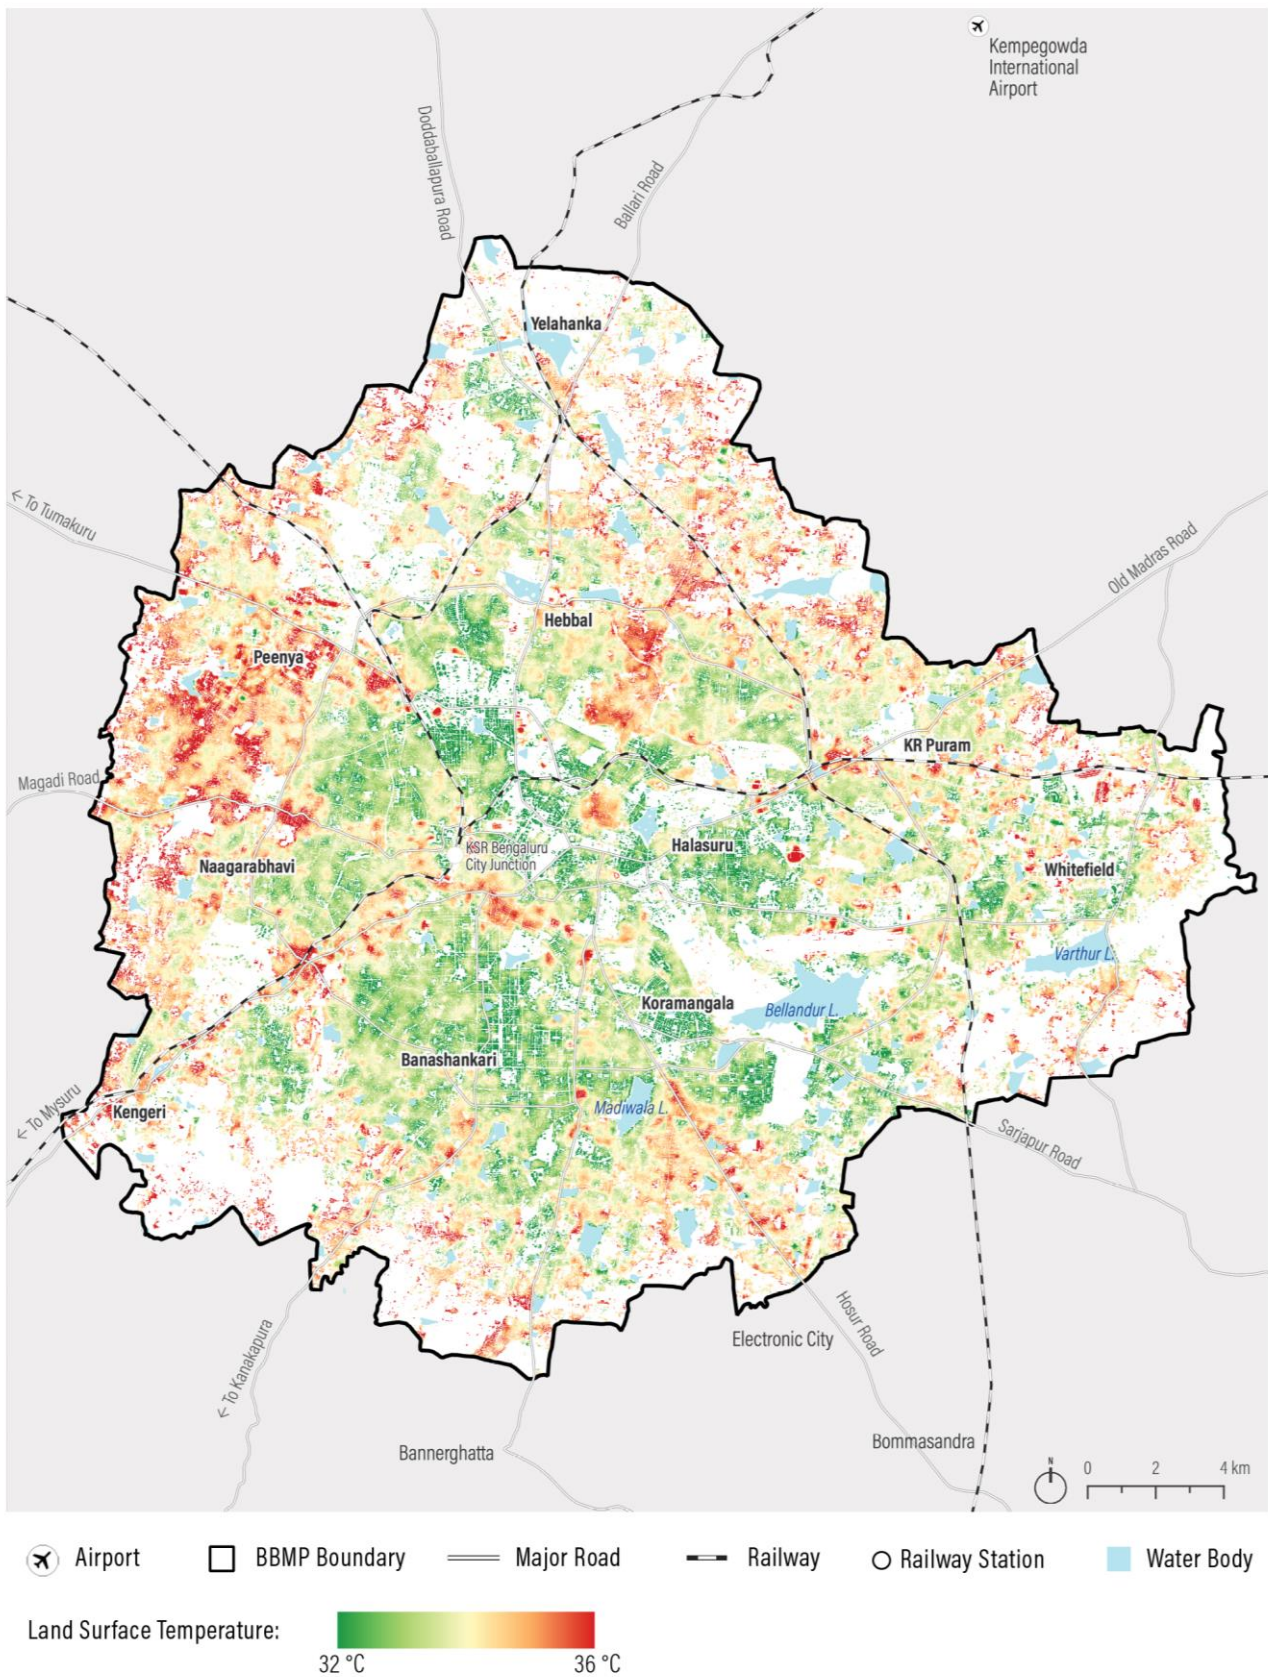 Kempegowda
International
Airport
Doddaballapura Road
Ballari Road
Yelahanka
← To Tumakuru
Old Madras Road
Hebbal
Peenya
KR Puram
Magadi Road
KSR Bengaluru
City Junction
Halasuru
Naagarabhavi
Whitefield
Varthur L.
Koramangala
Bellandur L.
Banashankari
Madiwala L.
← To Mysuru
Kengeri
Sarjapur Road
Hosur Road
Electronic City
← To Kanakapura
Bannerghatta
Bommasandra
N
0 2 4 km
Airport BBMP Boundary Major Road Railway Railway Station Water Body
Land Surface Temperature:
32 °C 36 °C